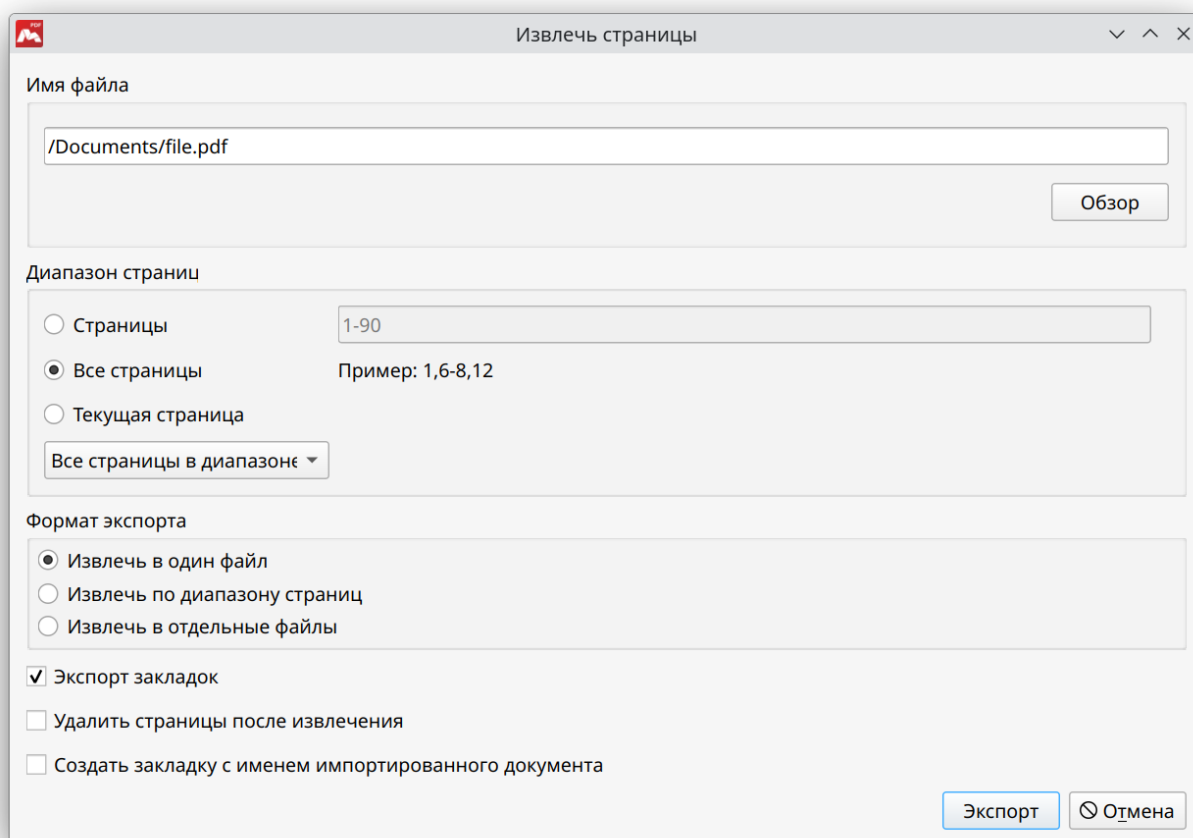 PDF
Извлечь страницы
Имя файла
/Documents/file.pdf
Обзор
Диапазон страниц
Страницы
1-90
Все страницы
Пример: 1,6-8,12
Текущая страница
Все страницы в диапазоне
Формат экспорта
Извлечь в один файл
Извлечь по диапазону страниц
Извлечь в отдельные файлы
Экспорт закладок
Удалить страницы после извлечения
Создать закладку с именем импортированного документа
Экспорт
Отмена